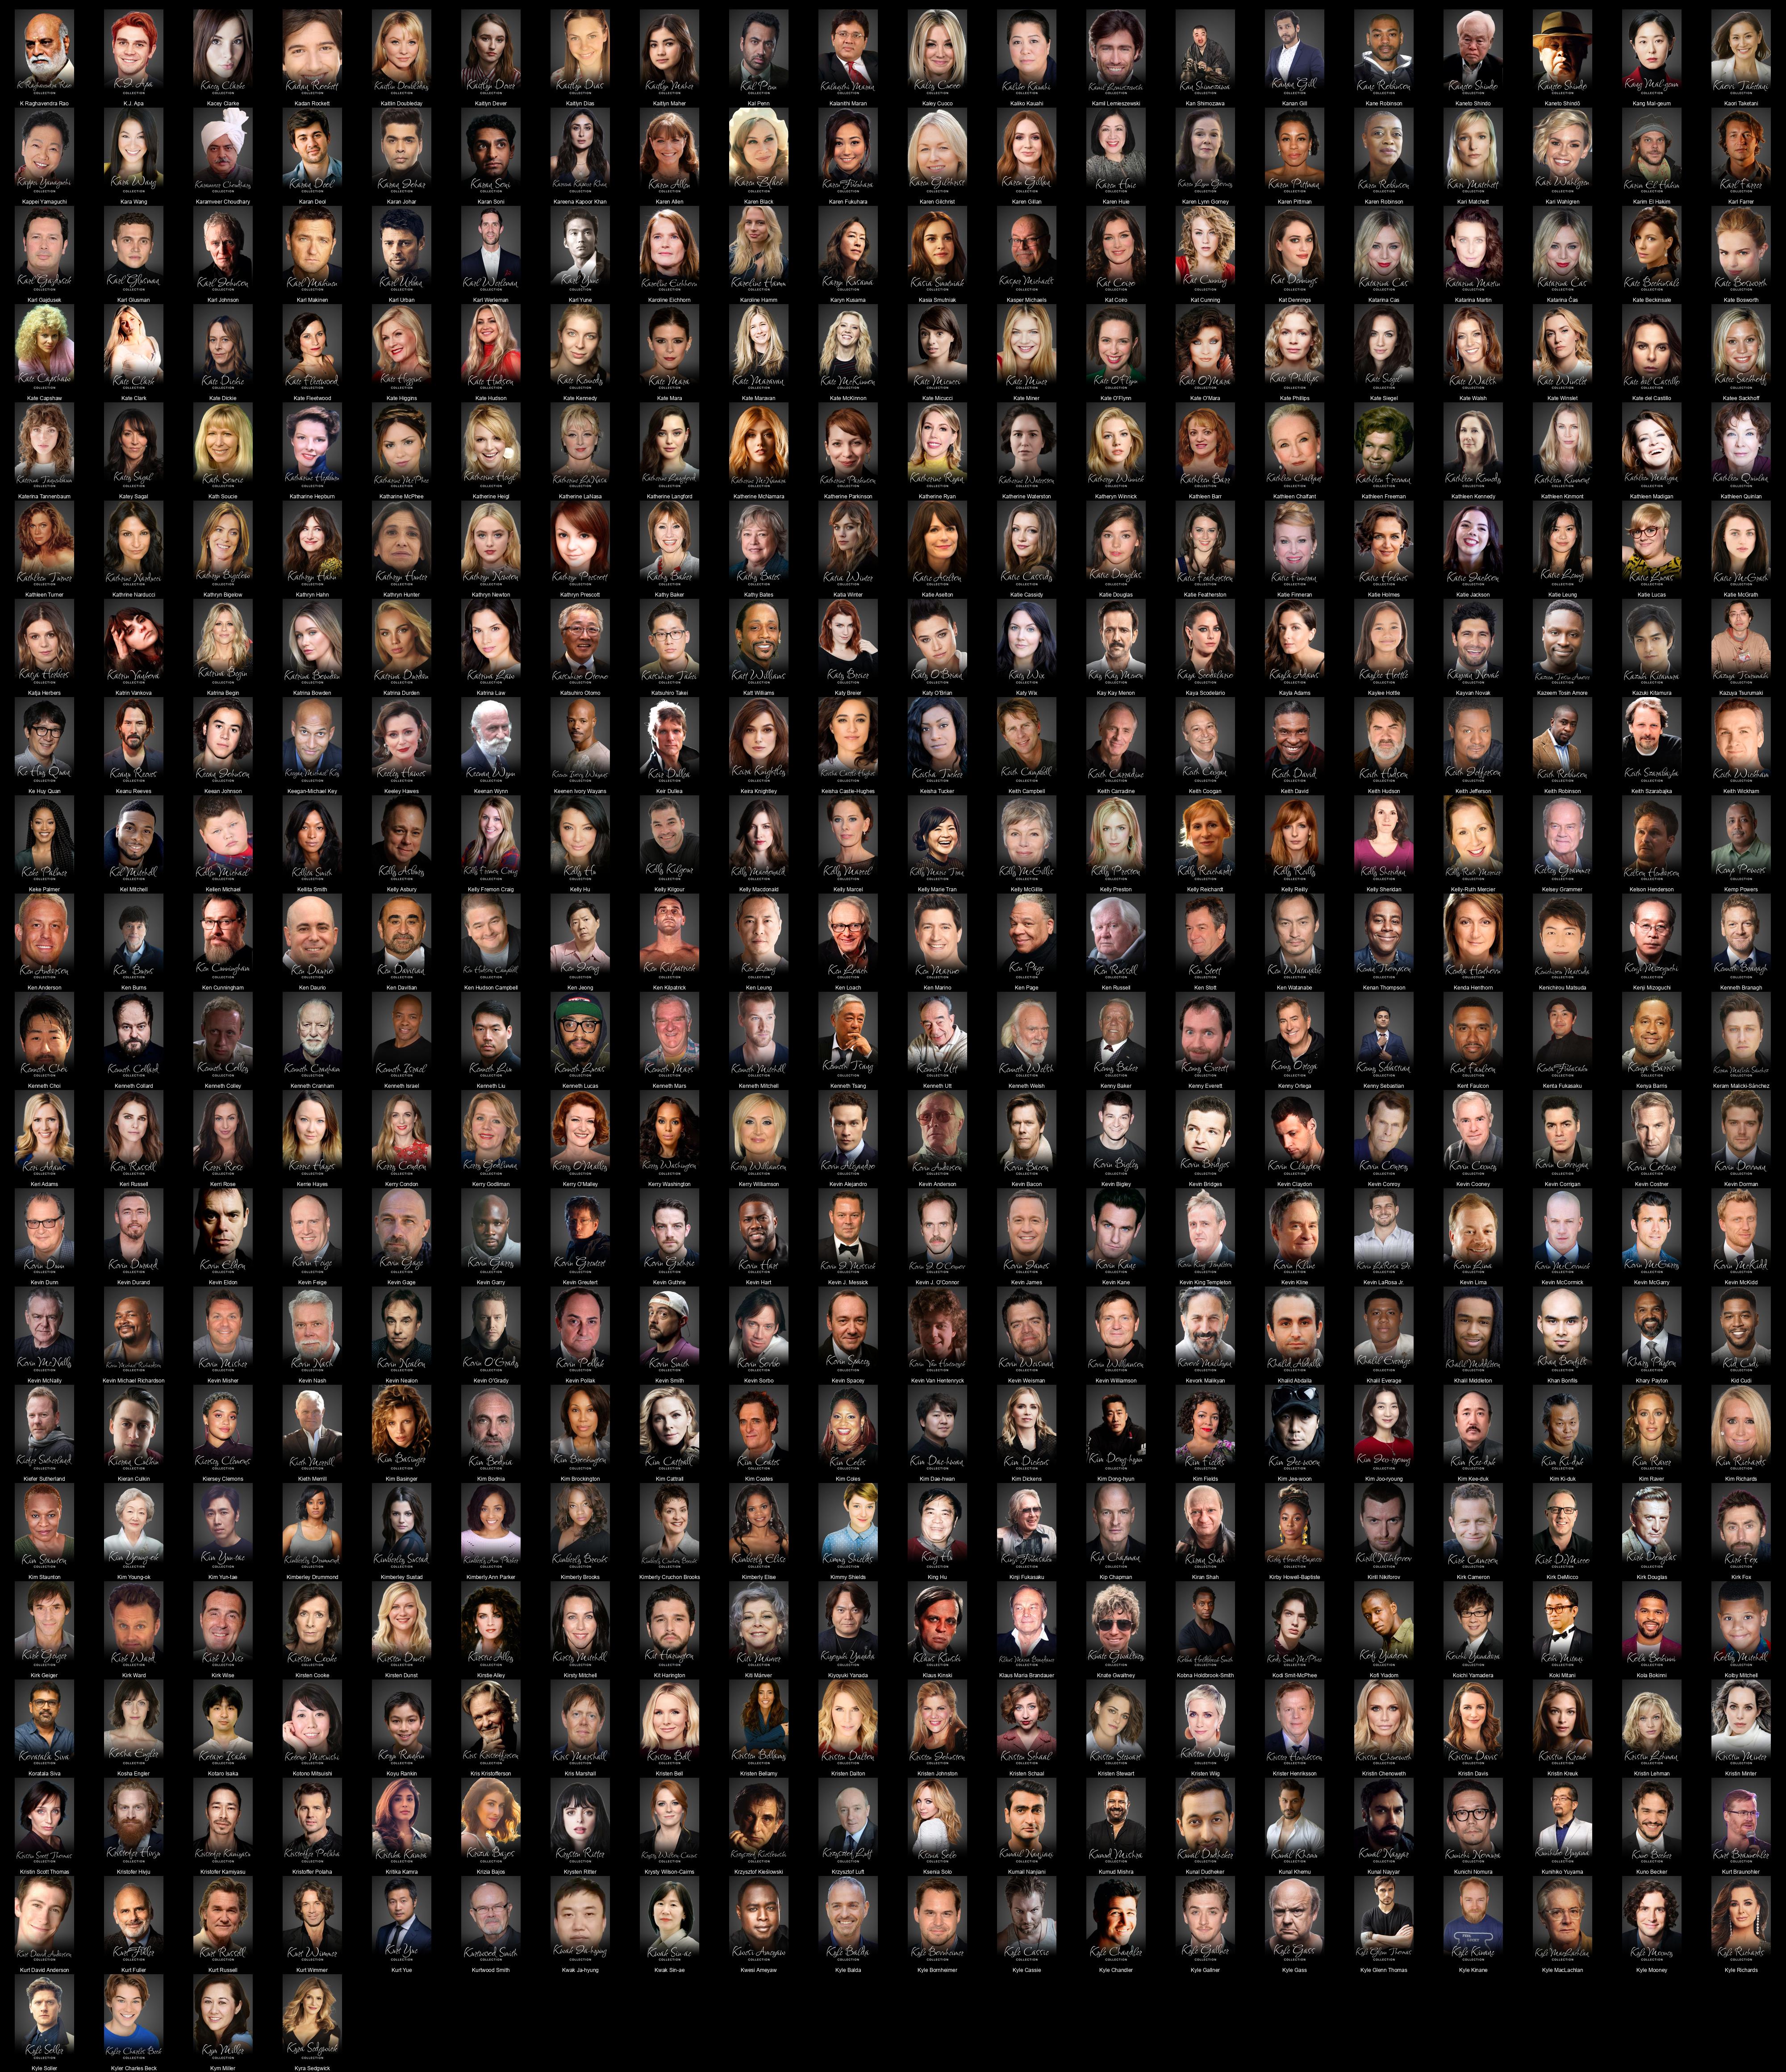 K Raghavendra Rao K.J. Apa Kacey Clarke Kadan Rockett Kaitlin Doubleday Kaitlyn Dever Kaitlyn Dias Kaitlyn Maher Kal Penn Kalanithi Maran Kaley Cuoco Kaliko Kauahi Kamil Lemieszewski Kan Shimozawa Kanan Gill Kane Robinson Kaneto Shindo Kaneto Shindō Kang Mal-geum Kaori Taketani
Kappei Yamaguchi Kara Wang Karamveer Choudhary Karan Deol Karan Johar Karan Soni Kareena Kapoor Khan Karen Allen Karen Black Karen Fukuhara Karen Gilchrist Karen Gillan Karen Huie Karen Lynn Gorney Karen Pittman Karen Robinson Kari Matchett Kari Wahlgren Karim El Hakim Karl Farrer
Karl Gajdusek Karl Glusman Karl Johnson Karl Makinen Karl Urban Karl Werleman Karl Yune Karoline Eichhorn Karoline Hamm Karyn Kusama Kasia Smutniak Kasper Michaels Kat Coiro Kat Cunning Kat Dennings Katarina Cas Katarina Martin Katarina Čas Kate Beckinsale Kate Bosworth
Kate Capshaw Kate Clark Kate Dickie Kate Fleetwood Kate Higgins Kate Hudson Kate Kennedy Kate Mara Kate Maravan Kate McKinnon Kate Micucci Kate Miner Kate O'Flynn Kate O'Mara Kate Phillips Kate Siegel Kate Walsh Kate Winslet Kate del Castillo Katee Sackhoff
Katerina Tannenbaum Katey Sagal Kath Soucie Katharine Hepburn Katharine McPhee Katherine Heigl Katherine LaNasa Katherine Langford Katherine McNamara Katherine Parkinson Katherine Ryan Katherine Waterston Katheryn Winnick Kathleen Barr Kathleen Chalfant Kathleen Freeman Kathleen Kennedy Kathleen Kinmont Kathleen Madigan Kathleen Quinlan
Kathleen Turner Kathrine Narducci Kathryn Bigelow Kathryn Hahn Kathryn Hunter Kathryn Newton Kathryn Prescott Kathy Baker Kathy Bates Katia Winter Katie Aselton Katie Cassidy Katie Douglas Katie Featherston Katie Finneran Katie Holmes Katie Jackson Katie Leung Katie Lucas Katie McGrath
Katja Herbers Katrin Vankova Katrina Begin Katrina Bowden Katrina Durden Katrina Law Katsuhiro Otomo Katsuhiro Takei Katt Williams Katy Breier Katy O'Brian Katy Wix Kay Kay Menon Kaya Scodelario Kayla Adams Kaylee Hottle Kayvan Novak Kazeem Tosin Amore Kazuki Kitamura Kazuya Tsurumaki
Ke Huy Quan Keanu Reeves Keean Johnson Keegan-Michael Key Keeley Hawes Keenan Wynn Keenen Ivory Wayans Keir Dullea Keira Knightley Keisha Castle-Hughes Keisha Tucker Keith Campbell Keith Carradine Keith Coogan Keith David Keith Hudson Keith Jefferson Keith Robinson Keith Szarabajka Keith Wickham
Keke Palmer Kel Mitchell Kellen Michael Kellita Smith Kelly Asbury Kelly Fremon Craig Kelly Hu Kelly Kilgour Kelly Macdonald Kelly Marcel Kelly Marie Tran Kelly McGillis Kelly Preston Kelly Reichardt Kelly Reilly Kelly Sheridan Kelly-Ruth Mercier Kelsey Grammer Kelson Henderson Kemp Powers
Ken Anderson Ken Burns Ken Cunningham Ken Daurio Ken Davitian Ken Hudson Campbell Ken Jeong Ken Kilpatrick Ken Leung Ken Loach Ken Marino Ken Page Ken Russell Ken Stott Ken Watanabe Kenan Thompson Kenda Henthorn Kenichirou Matsuda Kenji Mizoguchi Kenneth Branagh
Kenneth Choi Kenneth Collard Kenneth Colley Kenneth Cranham Kenneth Israel Kenneth Liu Kenneth Lucas Kenneth Mars Kenneth Mitchell Kenneth Tsang Kenneth Utt Kenneth Welsh Kenny Baker Kenny Everett Kenny Ortega Kenny Sebastian Kent Faulcon Kenta Fukasaku Kenya Barris Keram Malicki-Sánchez
Keri Adams Keri Russell Kerri Rose Kerrie Hayes Kerry Condon Kerry Godliman Kerry O'Malley Kerry Washington Kerry Williamson Kevin Alejandro Kevin Anderson Kevin Bacon Kevin Bigley Kevin Bridges Kevin Claydon Kevin Conroy Kevin Cooney Kevin Corrigan Kevin Costner Kevin Dorman
Kevin Dunn Kevin Durand Kevin Eldon Kevin Feige Kevin Gage Kevin Garry Kevin Greutert Kevin Guthrie Kevin Hart Kevin J. Messick Kevin J. O'Connor Kevin James Kevin Kane Kevin King Templeton Kevin Kline Kevin LaRosa Jr. Kevin Lima Kevin McCormick Kevin McGarry Kevin McKidd
Kevin McNally Kevin Michael Richardson Kevin Misher Kevin Nash Kevin Nealon Kevin O'Grady Kevin Pollak Kevin Smith Kevin Sorbo Kevin Spacey Kevin Van Hentenryck Kevin Weisman Kevin Williamson Kevork Malikyan Khalid Abdalla Khalil Everage Khalil Middleton Khan Bonfils Khary Payton Kid Cudi
Kiefer Sutherland Kieran Culkin Kiersey Clemons Kieth Merrill Kim Basinger Kim Bodnia Kim Brockington Kim Cattrall Kim Coates Kim Coles Kim Dae-hwan Kim Dickens Kim Dong-hyun Kim Fields Kim Jee-woon Kim Joo-ryoung Kim Kee-duk Kim Ki-duk Kim Raver Kim Richards
Kim Staunton Kim Young-ok Kim Yun-tae Kimberley Drummond Kimberley Sustad Kimberly Ann Parker Kimberly Brooks Kimberly Cruchon Brooks Kimberly Elise Kimmy Shields King Hu Kinji Fukasaku Kip Chapman Kiran Shah Kirby Howell-Baptiste Kirill Nikiforov Kirk Cameron Kirk DeMicco Kirk Douglas Kirk Fox
Kirk Geiger Kirk Ward Kirk Wise Kirsten Cooke Kirsten Dunst Kirstie Alley Kirsty Mitchell Kit Harington Kiti Mánver Kiyoyuki Yanada Klaus Kinski Klaus Maria Brandauer Knate Gwaltney Kobna Holdbrook-Smith Kodi Smit-McPhee Kofi Yiadom Koichi Yamadera Koki Mitani Kola Bokinni Kolby Mitchell
Koratala Siva Kosha Engler Kotaro Isaka Kotono Mitsuishi Koyu Rankin Kris Kristofferson Kris Marshall Kristen Bell Kristen Bellamy Kristen Dalton Kristen Johnston Kristen Schaal Kristen Stewart Kristen Wiig Krister Henriksson Kristin Chenoweth Kristin Davis Kristin Kreuk Kristin Lehman Kristin Minter
Kristin Scott Thomas Kristofer Hivju Kristofer Kamiyasu Kristoffer Polaha Kritika Kamra Krizia Bajos Krysten Ritter Krysty Wilson-Cairns Krzysztof Kieślowski Krzysztof Luft Ksenia Solo Kumail Nanjiani Kumud Mishra Kunal Dudheker Kunal Khemu Kunal Nayyar Kunichi Nomura Kunihiko Yuyama Kuno Becker Kurt Braunohler
Kurt David Anderson Kurt Fuller Kurt Russell Kurt Wimmer Kurt Yue Kurtwood Smith Kwak Ja-hyung Kwak Sin-ae Kwesi Ameyaw Kyle Balda Kyle Bornheimer Kyle Cassie Kyle Chandler Kyle Gallner Kyle Gass Kyle Glenn Thomas Kyle Kinane Kyle MacLachlan Kyle Mooney Kyle Richards
Kyle Soller Kyler Charles Beck Kym Miller Kyra Sedgwick